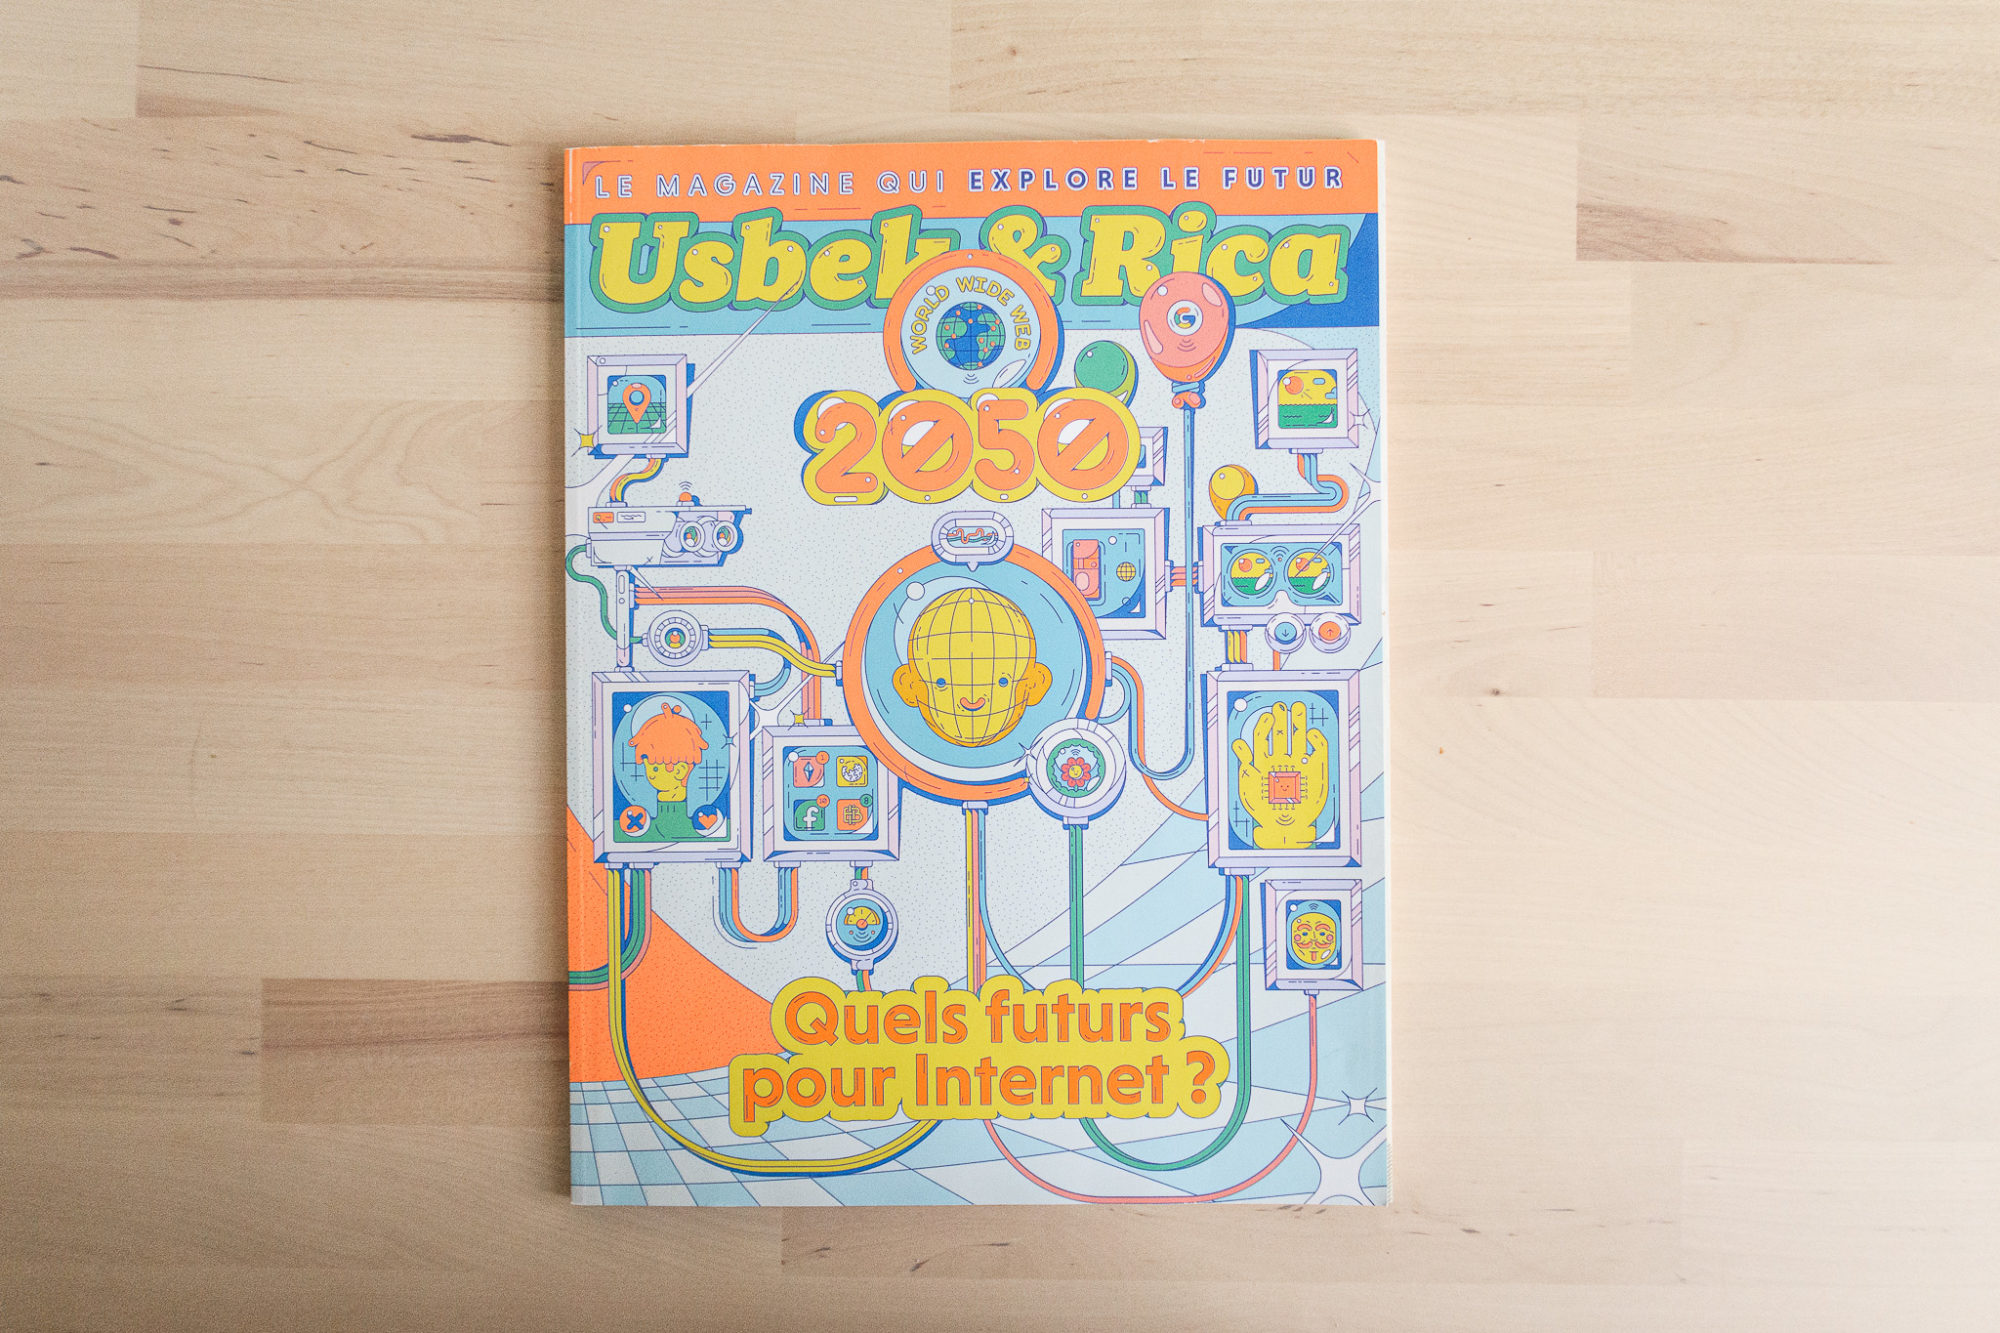 LE MAGAZINE QUI EXPLORE LE FUTUR
Usbek & Rica
WORLD WIDE WEB
G
2050
f
Quels futurs
pour Internet ?